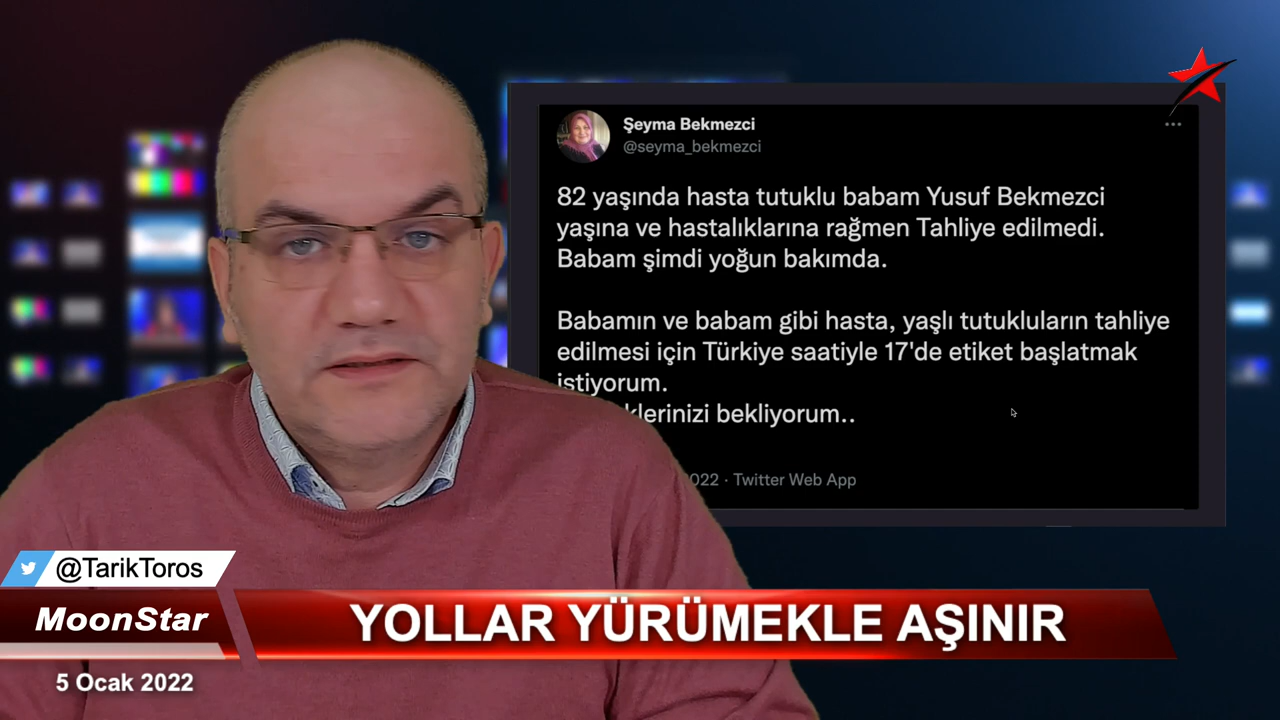 Şeyma Bekmezci
@seyma_bekmezci
82 yaşında hasta tutuklu babam Yusuf Bekmezci
yaşına ve hastalıklarına rağmen Tahliye edilmedi.
Babam şimdi yoğun bakımda.
Babamın ve babam gibi hasta, yaşlı tutukluların tahliye
edilmesi için Türkiye saatiyle 17'de etiket başlatmak
istiyorum.
bekliyorum..
· Twitter Web App
@TarikToros
MoonStar
YOLLAR YÜRÜMEKLE AŞINIR
5 Ocak 2022